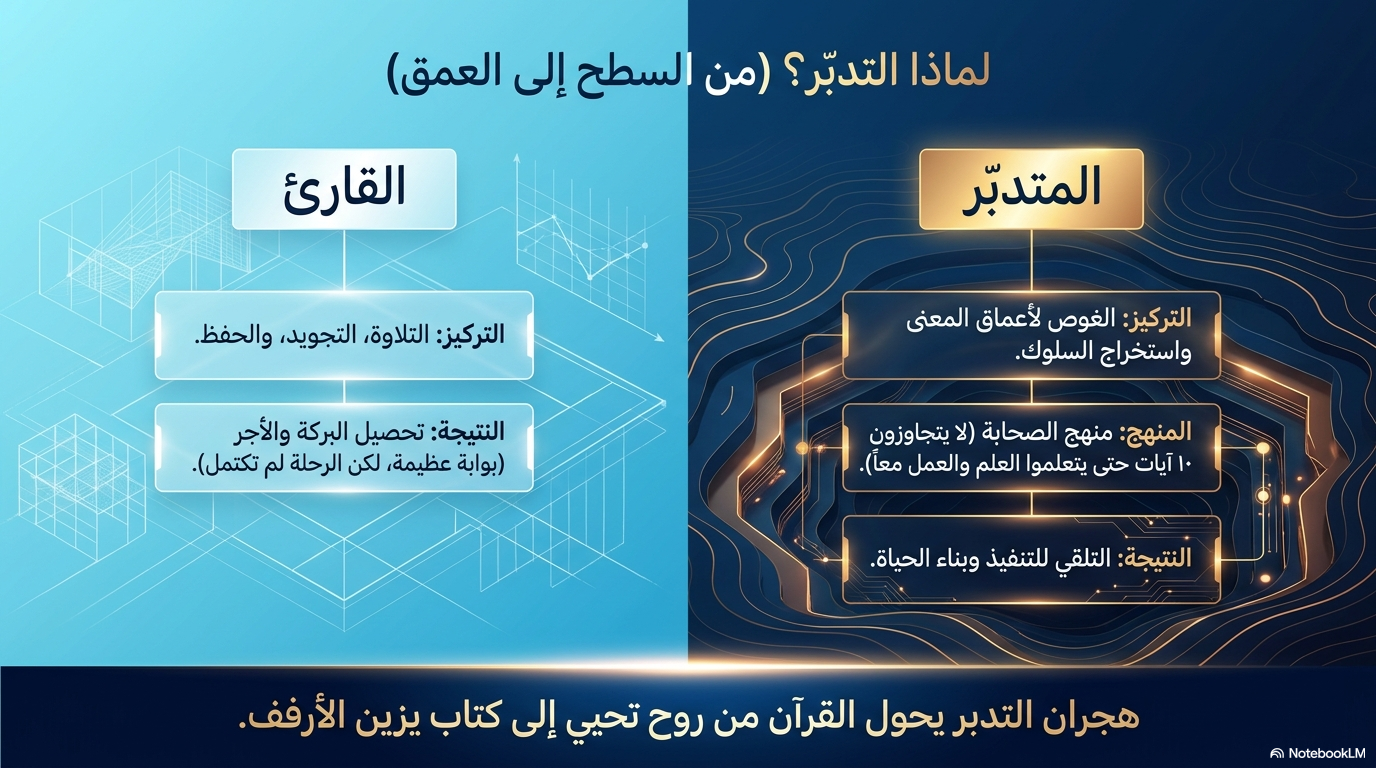 لماذا التدبّر؟ (من السطح إلى العمق)
المتدبّر
التركيز: الغوص لأعماق المعنى
واستخراج السلوك.
المنهج: منهج الصحابة (لا يتجاوزون
١٠ آيات حتى يتعلموا العلم والعمل معاً).
النتيجة: التلقي للتنفيذ وبناء الحياة.
القارئ
التركيز: التلاوة، التجويد، والحفظ.
النتيجة: تحصيل البركة والأجر
(بوابة عظيمة، لكن الرحلة لم تكتمل).
هجران التدبر يحول القرآن من روح تحيي إلى كتاب يزين الأرفف.
NotebookLM